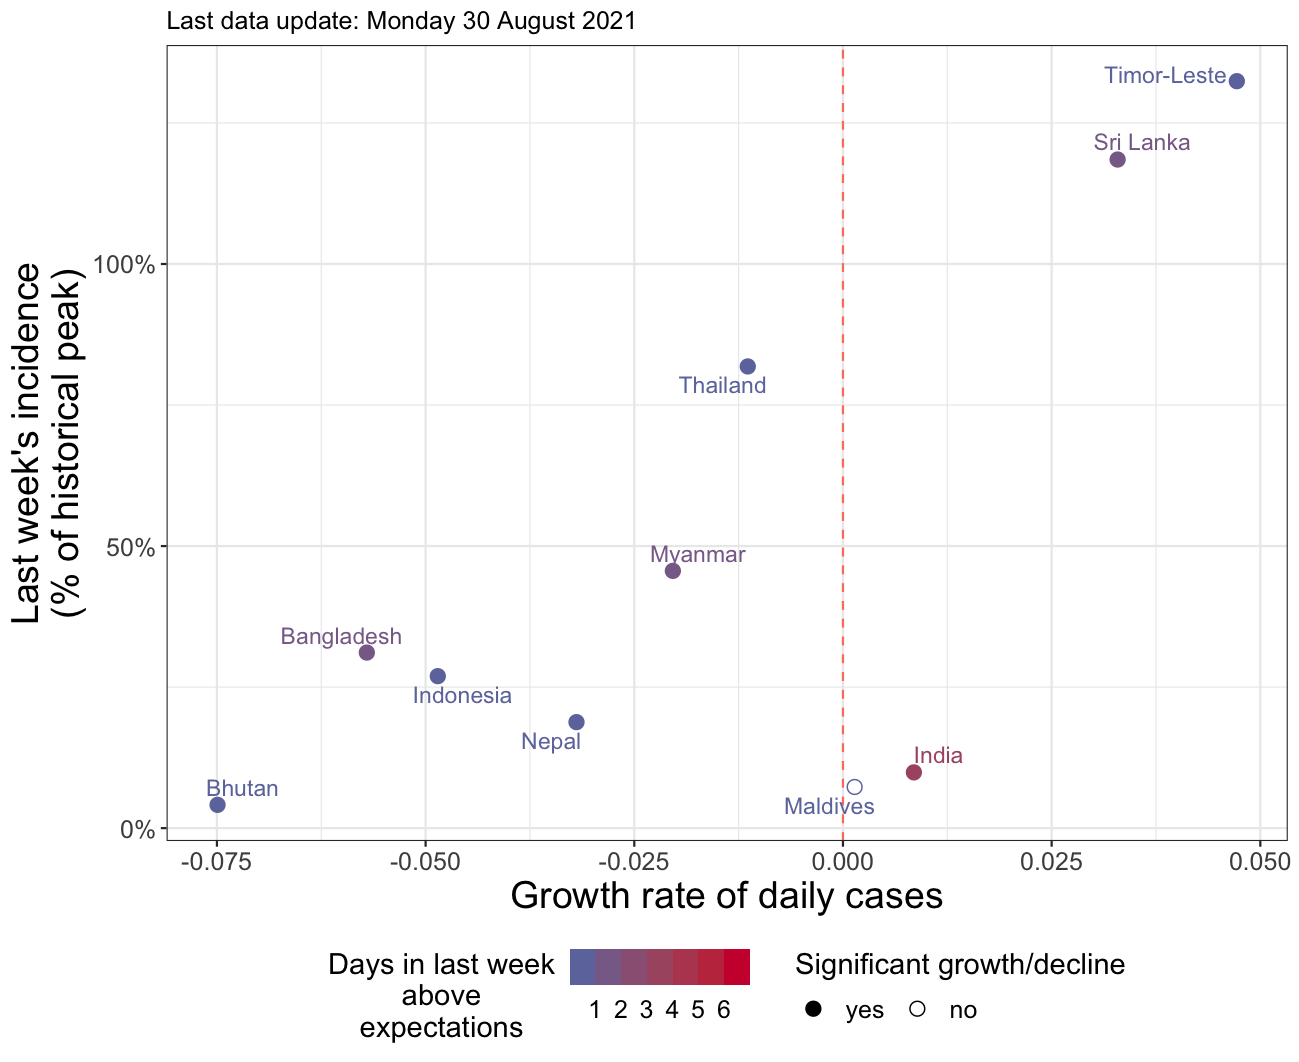 Last data update: Monday 30 August 2021
Timor-Leste
Sri Lanka
100%
Thailand
50%
Myanmar
Bangladesh
Indonesia
Nepal
India
Bhutan
Maldives
0%
Last week's incidence
(% of historical peak)
-0.075 -0.050 -0.025 0.000 0.025 0.050
Growth rate of daily cases
Days in last week
above
expectations
1 2 3 4 5 6
Significant growth/decline
yes no